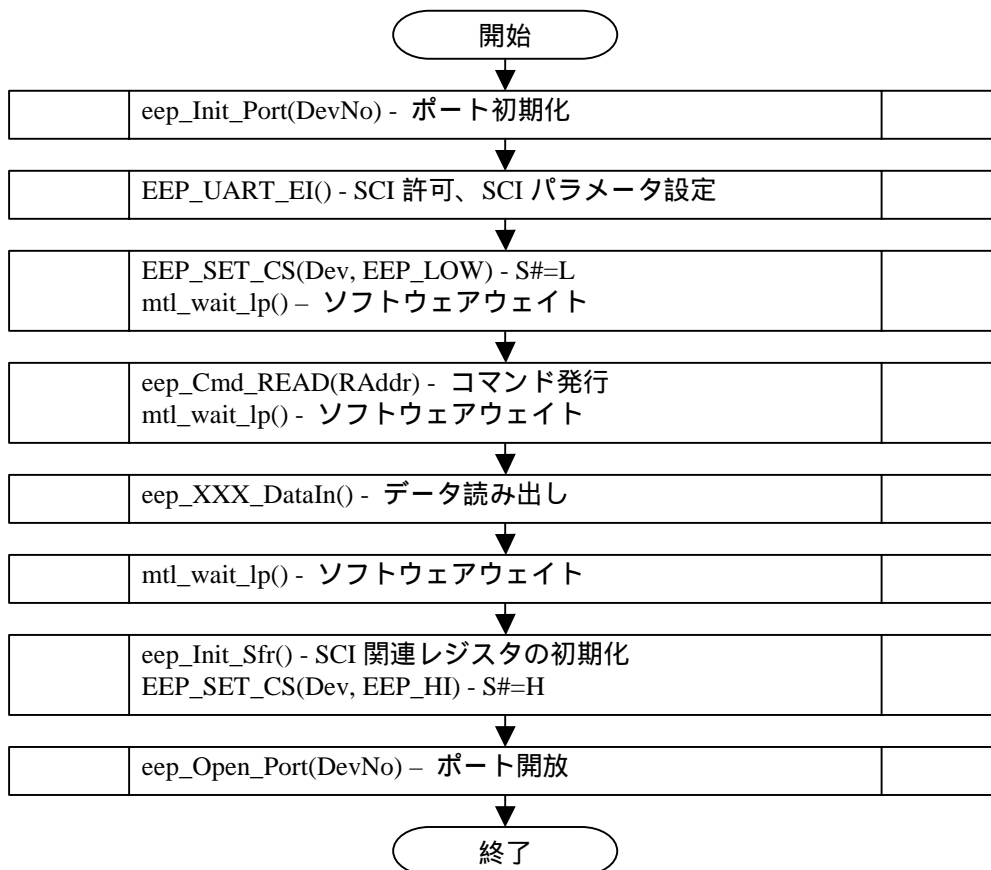 開始
eep_Init_Port(DevNo) - ポート初期化
EEP_UART_EI() - SCI 許可、SCI パラメータ設定
EEP_SET_CS(Dev, EEP_LOW) - S#=L
mtl_wait_lp() – ソフトウェアウェイト
eep_Cmd_READ(RAddr) - コマンド発行
mtl_wait_lp() - ソフトウェアウェイト
eep_XXX_DataIn() - データ読み出し
mtl_wait_lp() - ソフトウェアウェイト
eep_Init_Sfr() - SCI 関連レジスタの初期化
EEP_SET_CS(Dev, EEP_HI) - S#=H
eep_Open_Port(DevNo) – ポート開放
終了